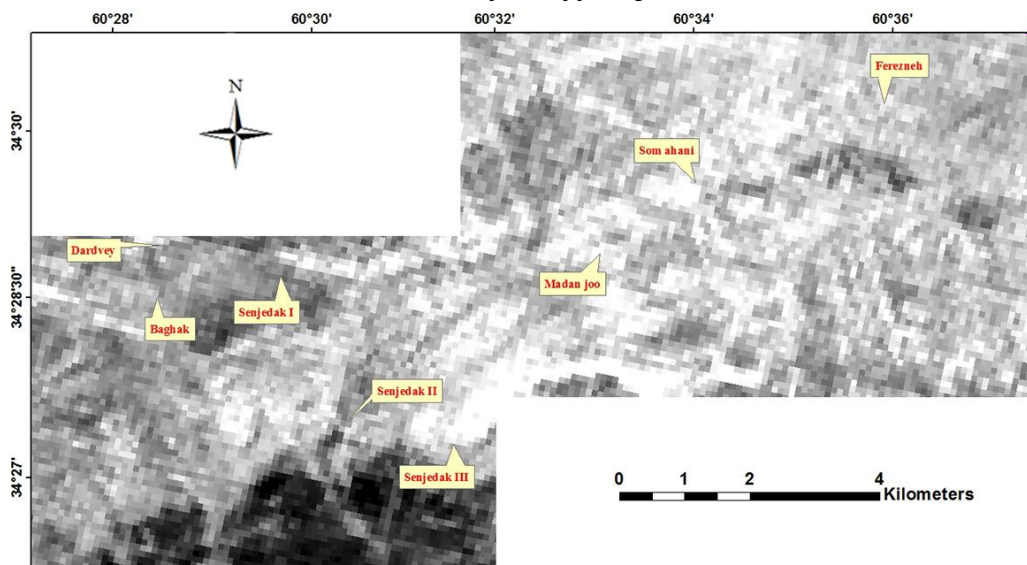 60°28' 60°30' 60°32' 60°34' 60°36'
Ferezneh
N
34°30'
Som ahani
Dardvey
Madan joo
34°28'30"
Senjedak I
Baghak
Senjedak II
34°27'
Senjedak III
0 1 2 4
Kilometers